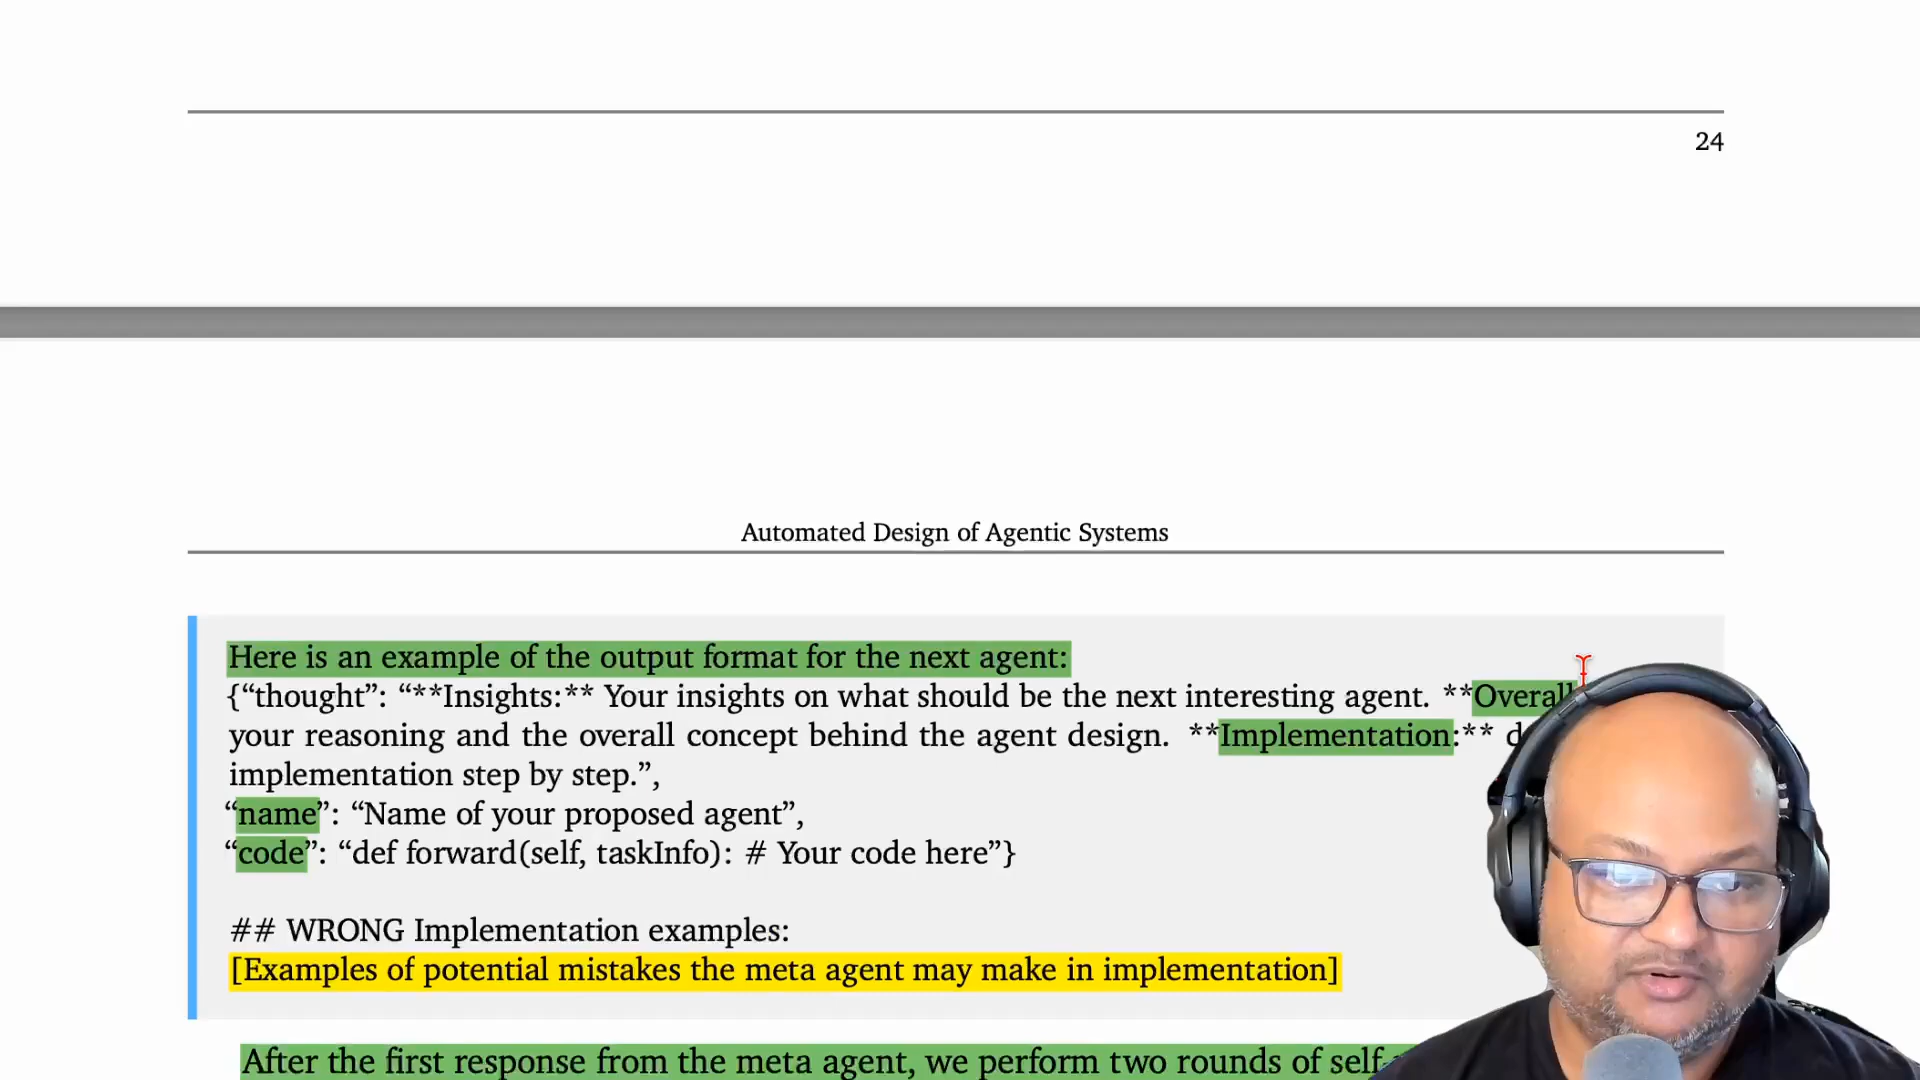 24
Automated Design of Agentic Systems
Here is an example of the output format for the next agent:
{“thought”: “**Insights:** Your insights on what should be the next interesting agent. **Overall
your reasoning and the overall concept behind the agent design. **Implementation:**
implementation step by step.”,
“name”: “Name of your proposed agent”,
“code”: “def forward(self, taskInfo): # Your code here”}
## WRONG Implementation examples:
[Examples of potential mistakes the meta agent may make in implementation]
After the first response from the meta agent, we perform two rounds of self-